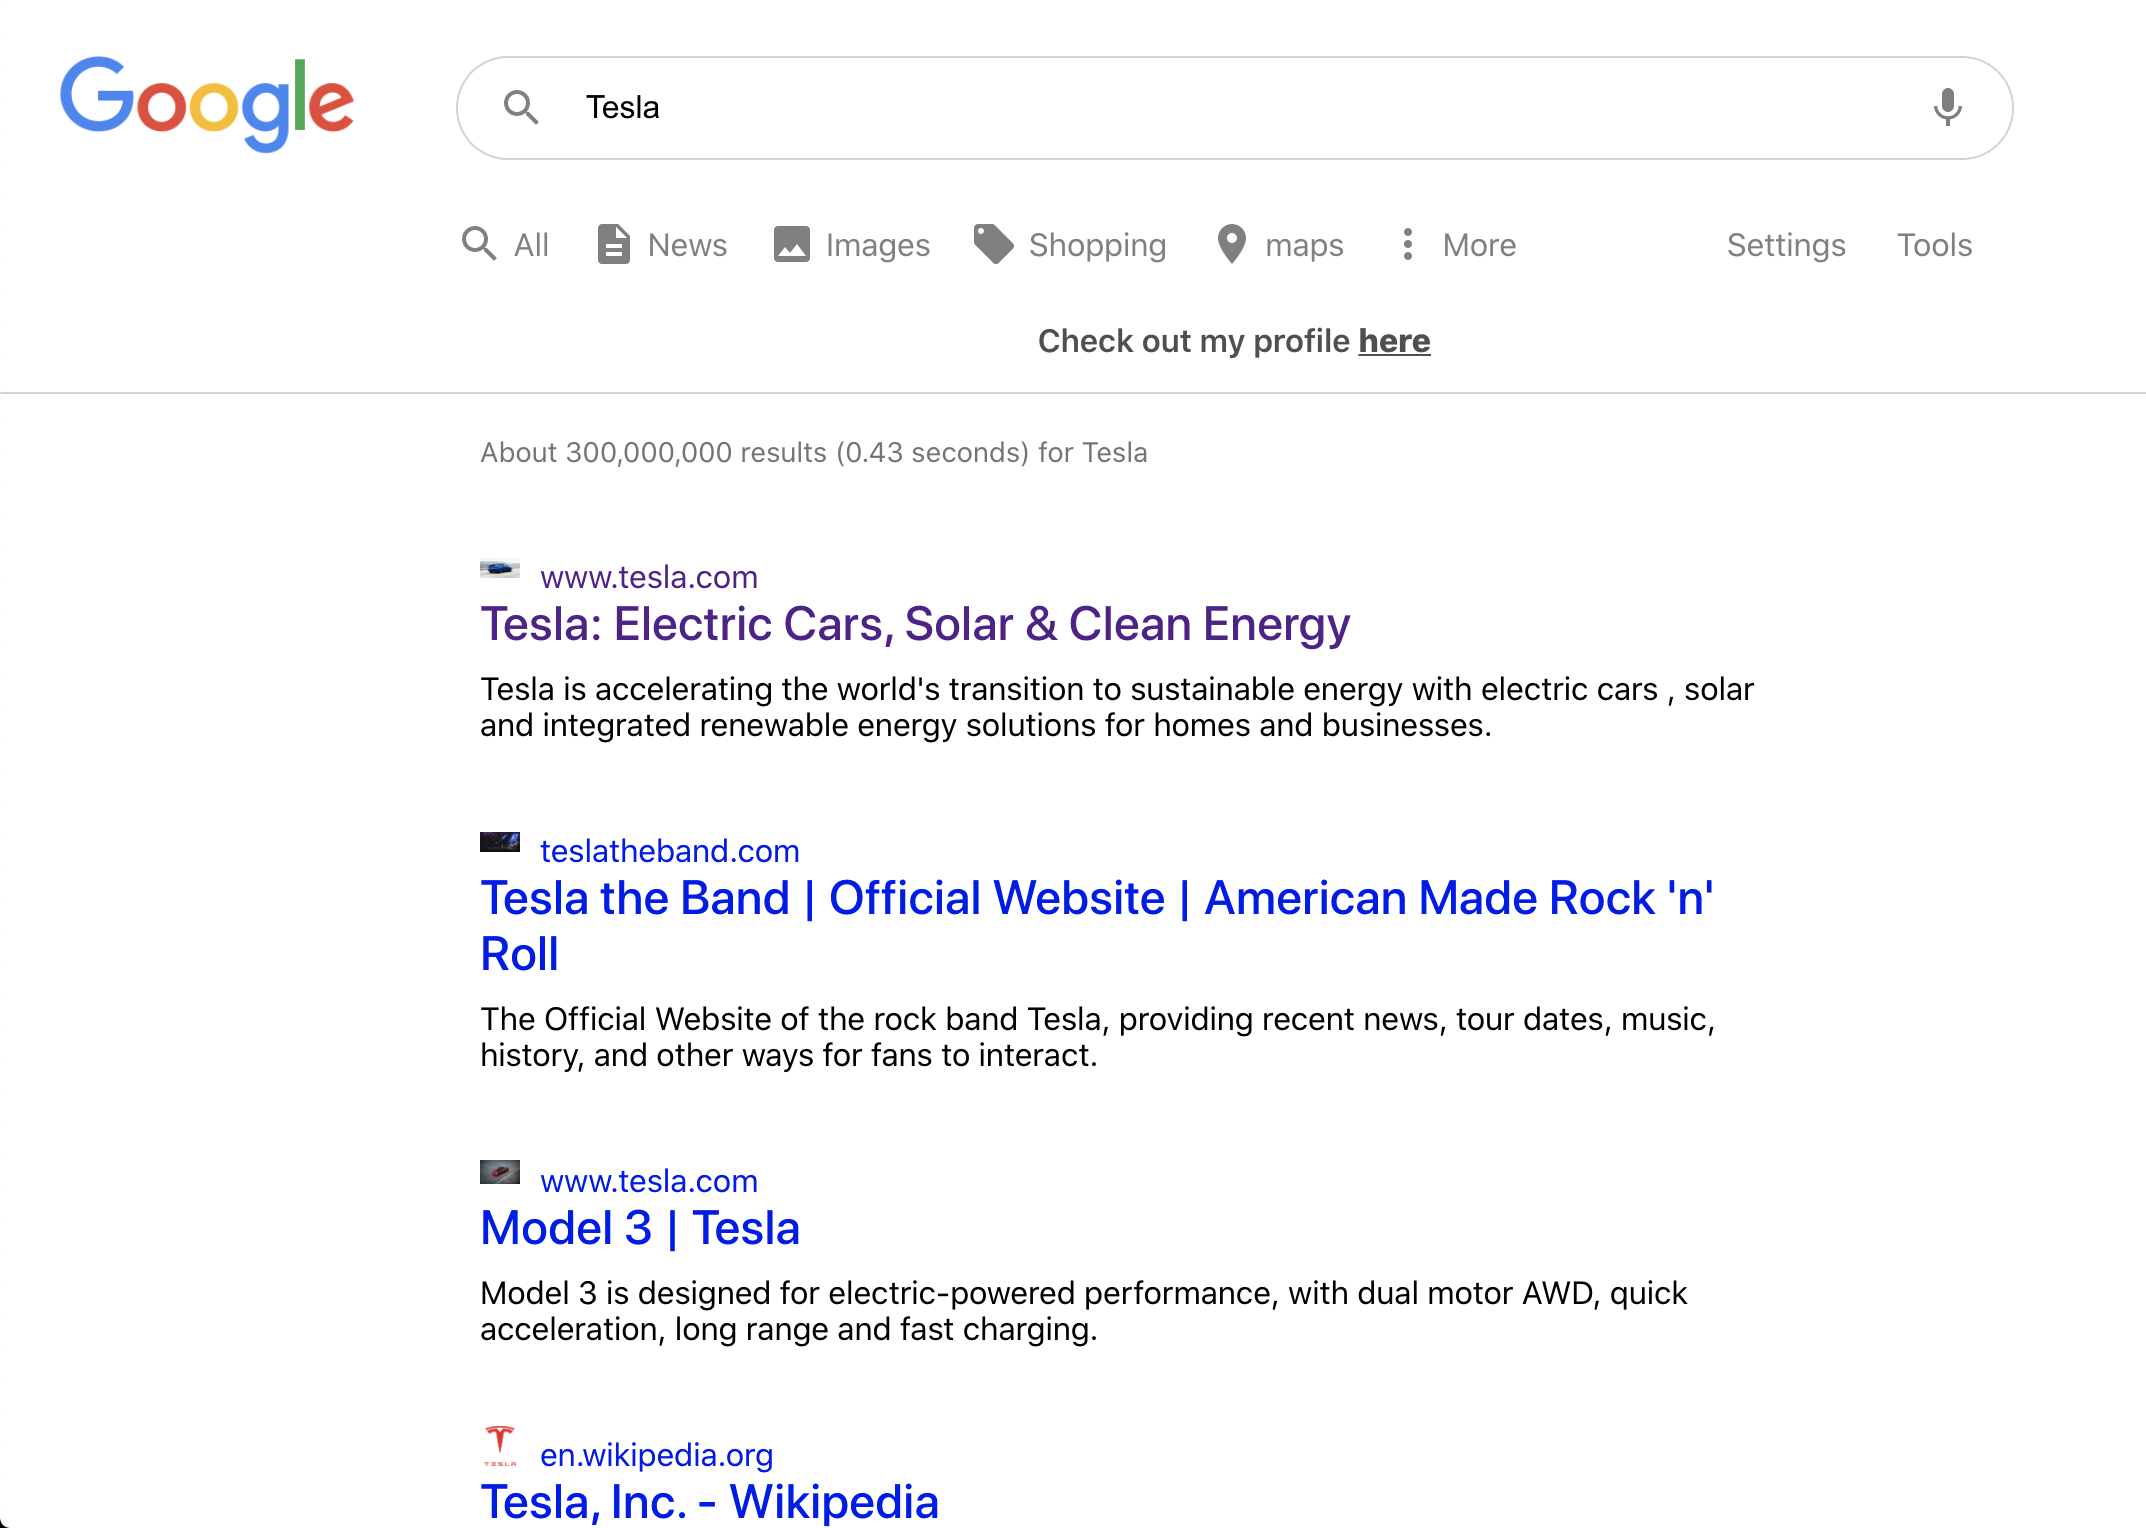 Google
Tesla
All News Images Shopping maps More Settings Tools
Check out my profile here
About 300,000,000 results (0.43 seconds) for Tesla
www.tesla.com
Tesla: Electric Cars, Solar & Clean Energy
Tesla is accelerating the world's transition to sustainable energy with electric cars , solar
and integrated renewable energy solutions for homes and businesses.
teslatheband.com
Tesla the Band | Official Website | American Made Rock 'n'
Roll
The Official Website of the rock band Tesla, providing recent news, tour dates, music,
history, and other ways for fans to interact.
www.tesla.com
Model 3 | Tesla
Model 3 is designed for electric-powered performance, with dual motor AWD, quick
acceleration, long range and fast charging.
TESLA
en.wikipedia.org
Tesla, Inc. - Wikipedia